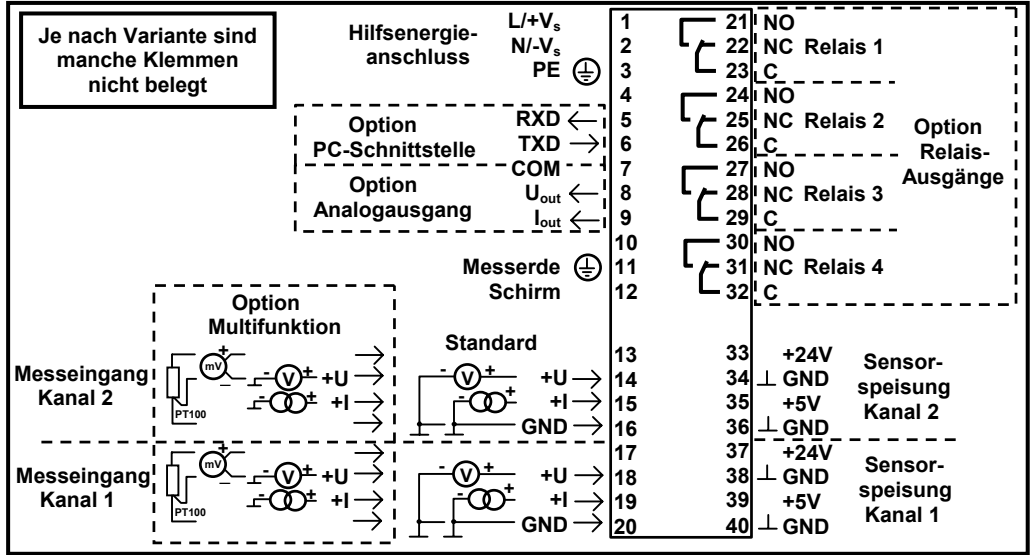 Je nach Variante sind
manche Klemmen
nicht belegt
Hilfsenergie-
anschluss
L/+Vs
N/-Vs
PE
Option
PC-Schnittstelle
RXD
TXD
COM
Option
Analogausgang
Uout
Iout
Messerde
Schirm
1
2
3
4
5
6
7
8
9
10
11
12
13
14
15
16
17
18
19
20
21 NO
22 NC Relais 1
23 C
24 NO
25 NC Relais 2
26 C
27 NO
28 NC Relais 3
29 C
30 NO
31 NC Relais 4
32 C
Option
Relais-
Ausgänge
33 +24V
34 ⊥ GND
35 +5V
36 ⊥ GND
37 +24V
38 ⊥ GND
39 +5V
40 ⊥ GND
Sensor-
speisung
Kanal 2
Sensor-
speisung
Kanal 1
Option
Multifunktion
Standard
Messeingang
Kanal 2
PT100
+
mV
–
- V + +U
- + +I
- V + +U
- + +I
GND
Messeingang
Kanal 1
PT100
+
mV
–
- V + +U
- + +I
- V + +U
- + +I
GND